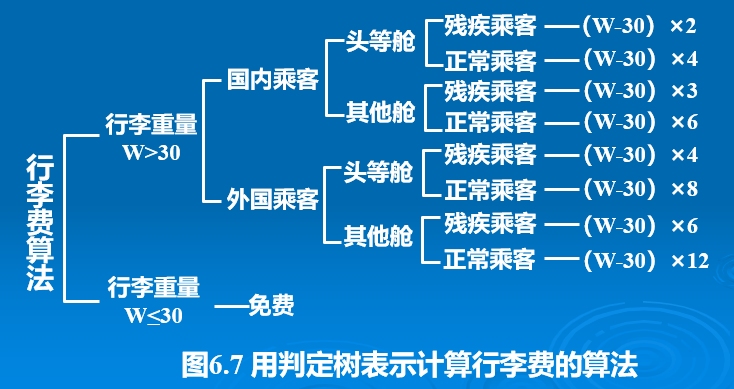 行李费算法
行李重量
W>30
国内乘客
头等舱
残疾乘客 (W-30) ×2
正常乘客 (W-30) ×4
其他舱
残疾乘客 (W-30) ×3
正常乘客 (W-30) ×6
外国乘客
头等舱
残疾乘客 (W-30) ×4
正常乘客 (W-30) ×8
其他舱
残疾乘客 (W-30) ×6
正常乘客 (W-30) ×12
行李重量
W≤30
免费
图6.7 用判定树表示计算行李费的算法